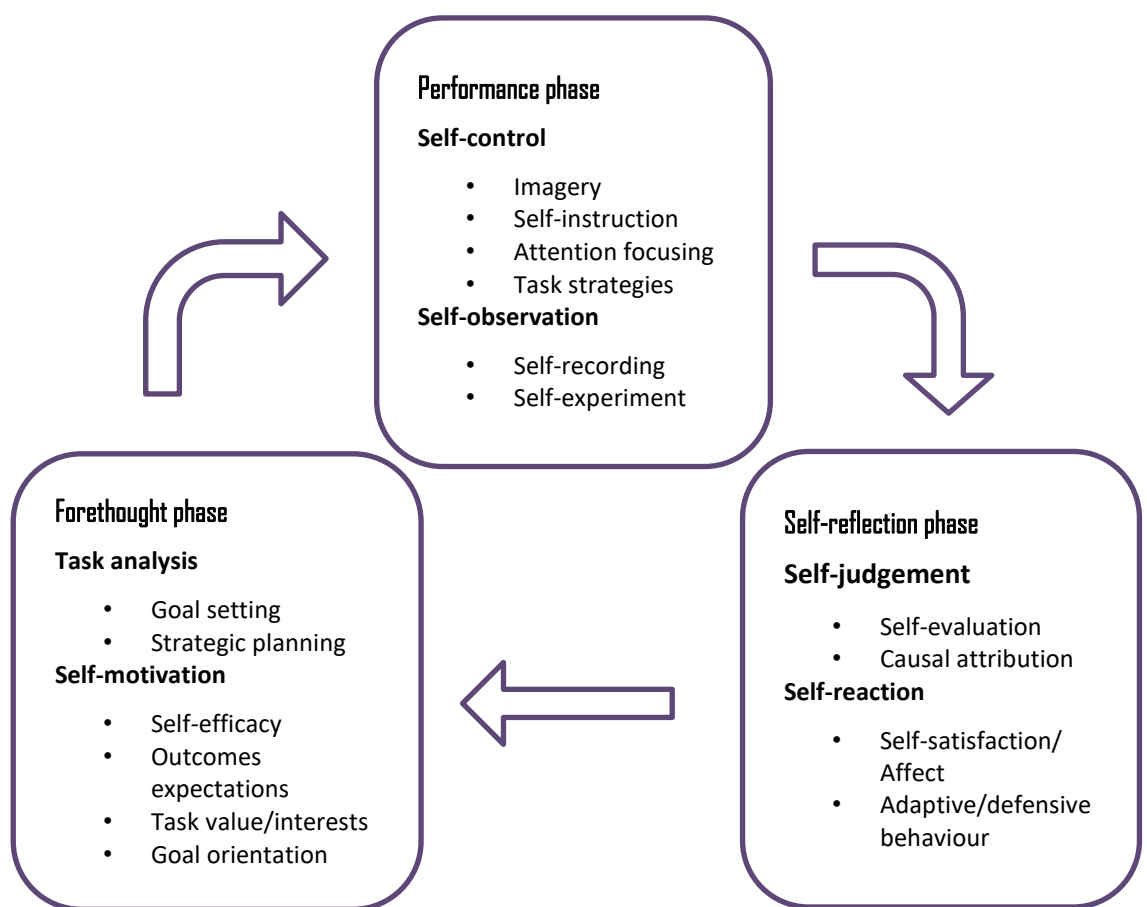 Performance phase
Self-control
• Imagery
• Self-instruction
• Attention focusing
• Task strategies
Self-observation
• Self-recording
• Self-experiment
Forethought phase
Task analysis
• Goal setting
• Strategic planning
Self-motivation
• Self-efficacy
• Outcomes
expectations
• Task value/interests
• Goal orientation
Self-reflection phase
Self-judgement
• Self-evaluation
• Causal attribution
Self-reaction
• Self-satisfaction/
Affect
• Adaptive/defensive
behaviour